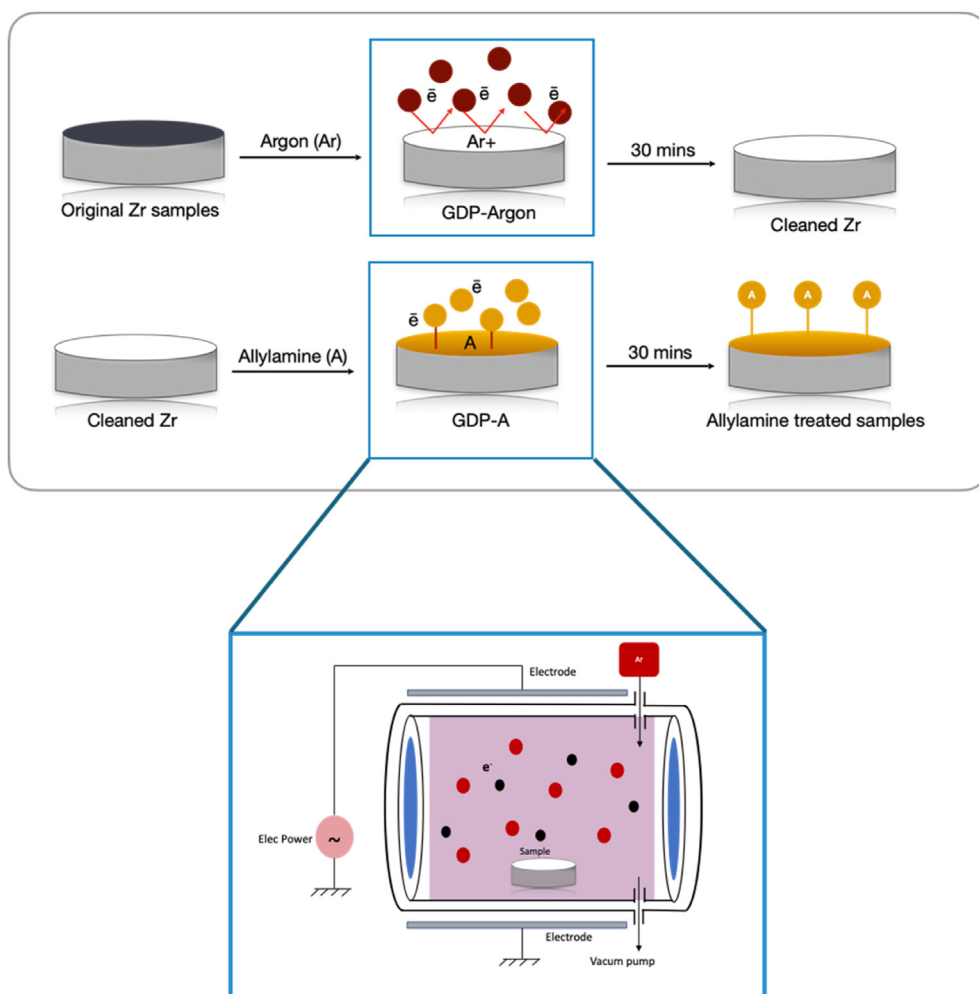 ē ē ē
Argon (Ar)
Ar+
30 mins
Original Zr samples
GDP-Argon
Cleaned Zr
ē
ē
A A A
Allylamine (A)
A
30 mins
Cleaned Zr
GDP-A
Allylamine treated samples
Ar
Electrode
e-
Elec Power
~
Sample
Electrode
Vacum pump